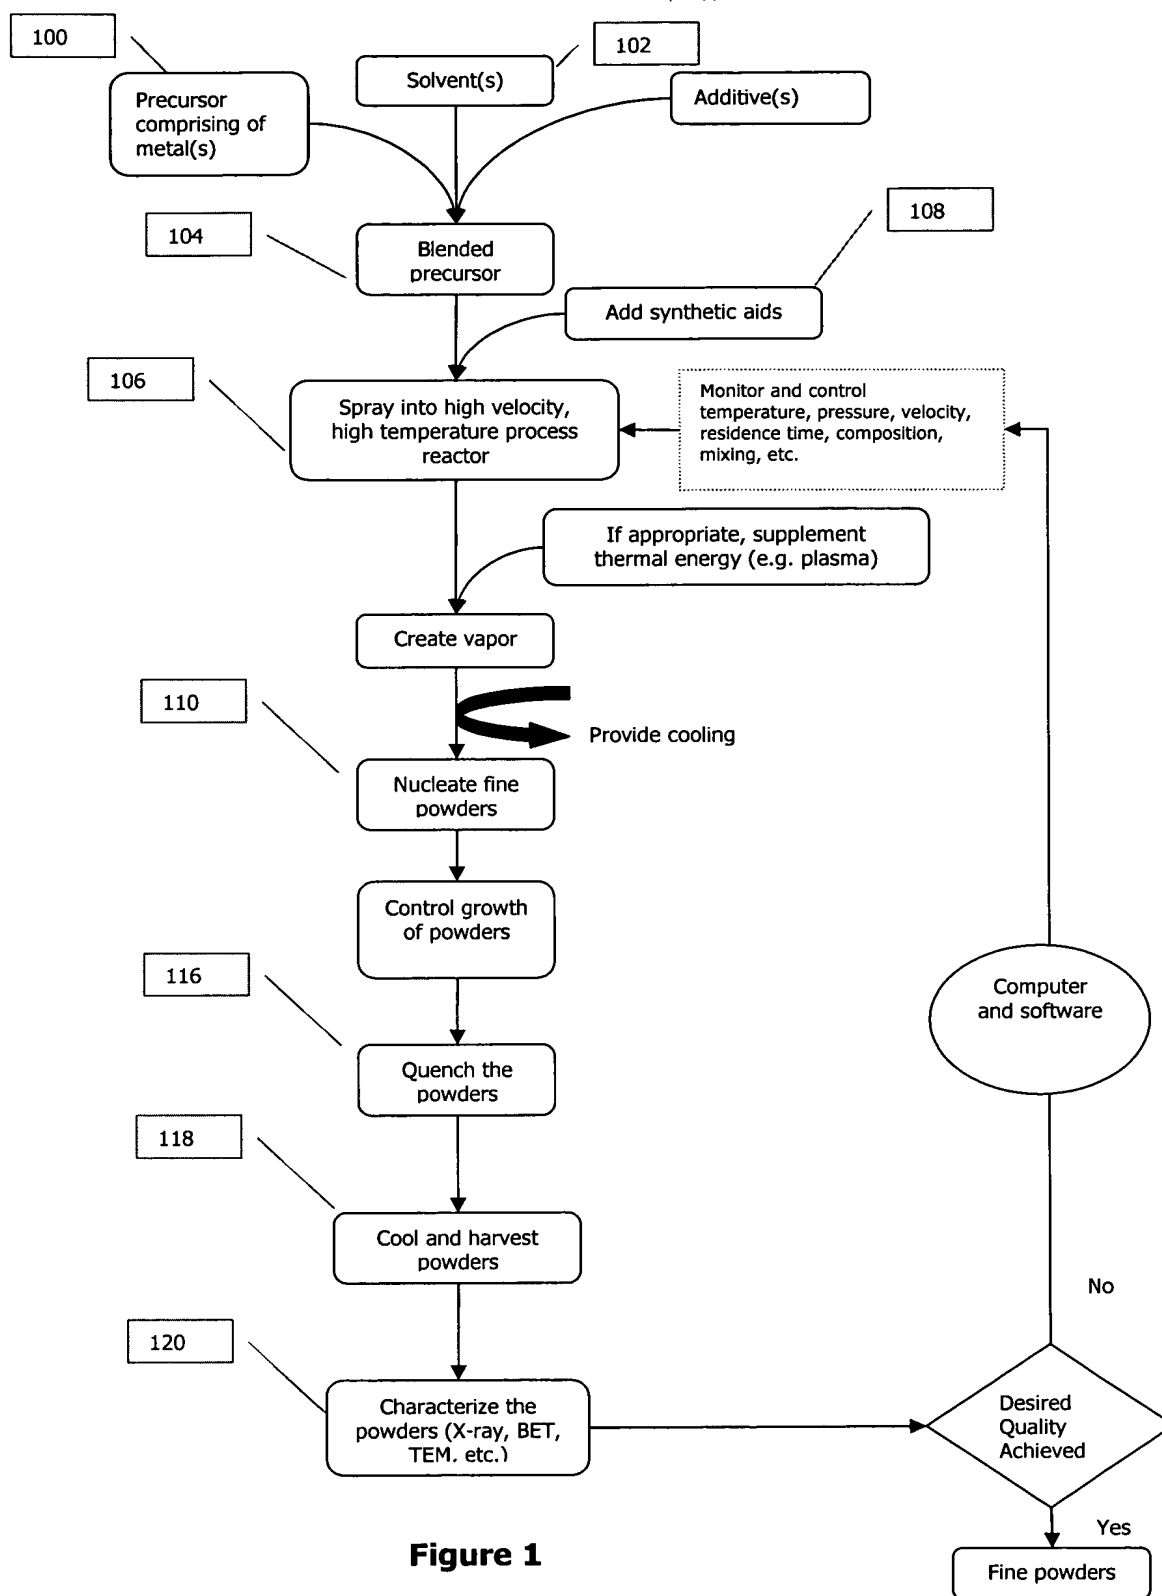 100
102
Solvent(s)
Additive(s)
Precursor
comprising of
metal(s)
108
104
Blended
precursor
Add synthetic aids
106
Spray into high velocity,
high temperature process
reactor
Monitor and control
temperature, pressure, velocity,
residence time, composition,
mixing, etc.
If appropriate, supplement
thermal energy (e.g. plasma)
Create vapor
110
Provide cooling
Nucleate fine
powders
Control growth
of powders
116
Computer
and software
Quench the
powders
118
Cool and harvest
powders
No
120
Characterize the
powders (X-ray, BET,
TEM. etc.)
Desired
Quality
Achieved
Yes
Figure 1
Fine powders